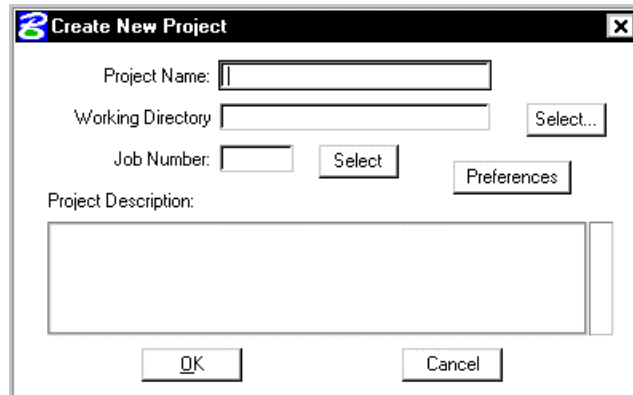 Create New Project
Project Name:
Working Directory
Select...
Job Number:
Select
Preferences
Project Description:
OK
Cancel